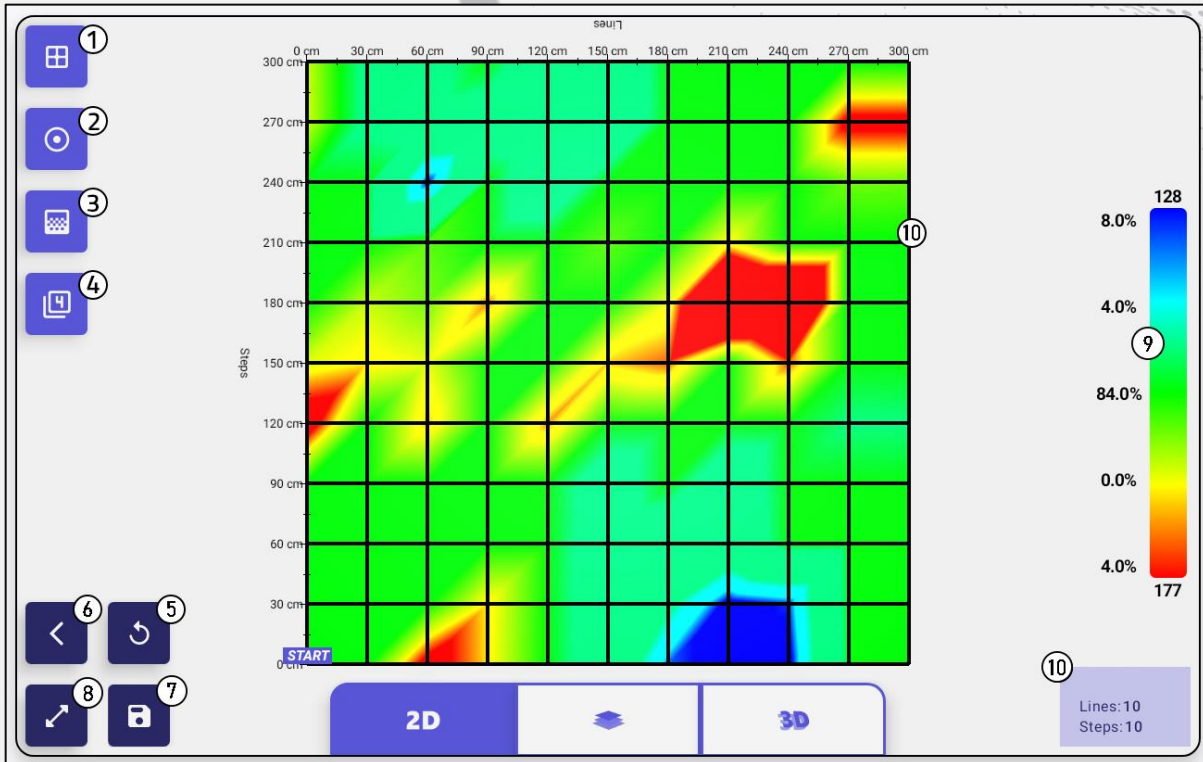 Lines
0 cm 30 cm 60 cm 90 cm 120 cm 150 cm 180 cm 210 cm 240 cm 270 cm 300 cm
300 cm
270 cm
240 cm
210 cm
180 cm
150 cm
120 cm
90 cm
60 cm
30 cm
0 cm
Steps
START
1
2
3
4
4
6
5
8
7
10
128
8.0%
4.0%
9
84.0%
0.0%
4.0%
177
10
Lines:10
Steps:10
2D
3D